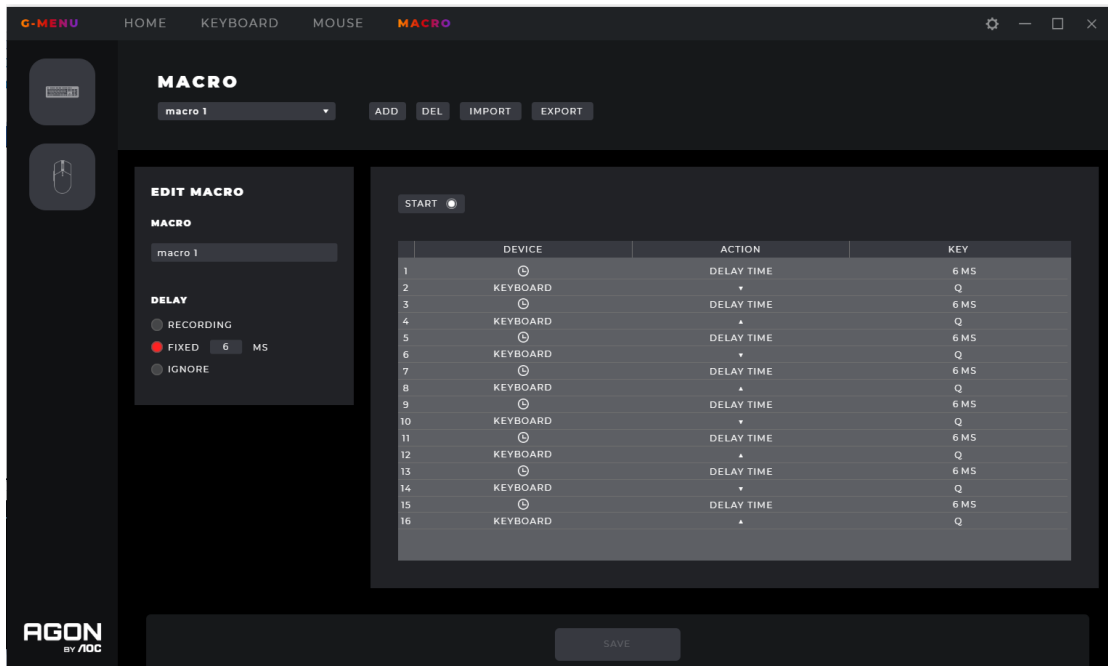 G-MENU HOME KEYBOARD MOUSE MACRO
MACRO
macro 1
ADD DEL IMPORT EXPORT
EDIT MACRO
MACRO
macro 1
DELAY
RECORDING
FIXED 6 MS
IGNORE
START
DEVICE ACTION KEY
1 DELAY TIME 6 MS
2 KEYBOARD Q
3 DELAY TIME 6 MS
4 KEYBOARD Q
5 DELAY TIME 6 MS
6 KEYBOARD Q
7 DELAY TIME 6 MS
8 KEYBOARD Q
9 DELAY TIME 6 MS
10 KEYBOARD Q
11 DELAY TIME 6 MS
12 KEYBOARD Q
13 DELAY TIME 6 MS
14 KEYBOARD Q
15 DELAY TIME 6 MS
16 KEYBOARD Q
AGON
BY AOC
SAVE